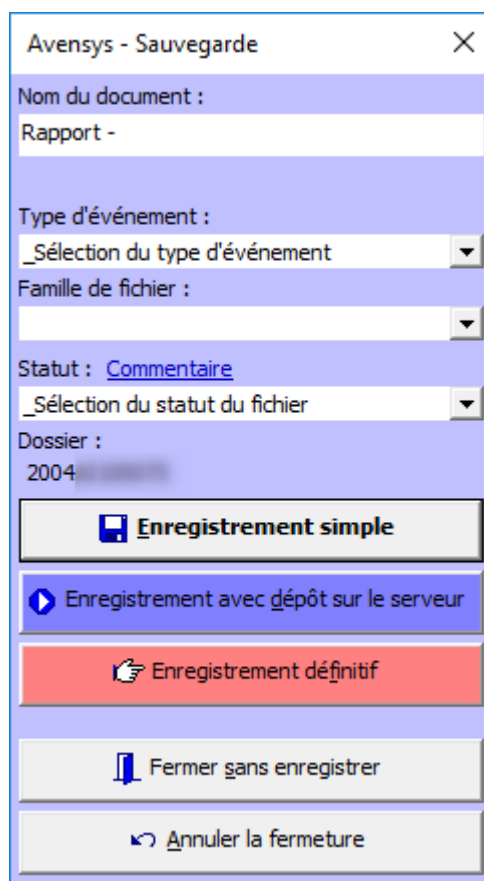 Avensys - Sauvegarde
Nom du document :
Rapport -
Type d'événement :
_Sélection du type d'événement
Famille de fichier :
Statut : Commentaire
_Sélection du statut du fichier
Dossier :
2004
Enregistrement simple
Enregistrement avec dépôt sur le serveur
Enregistrement définitif
Fermer sans enregistrer
Annuler la fermeture